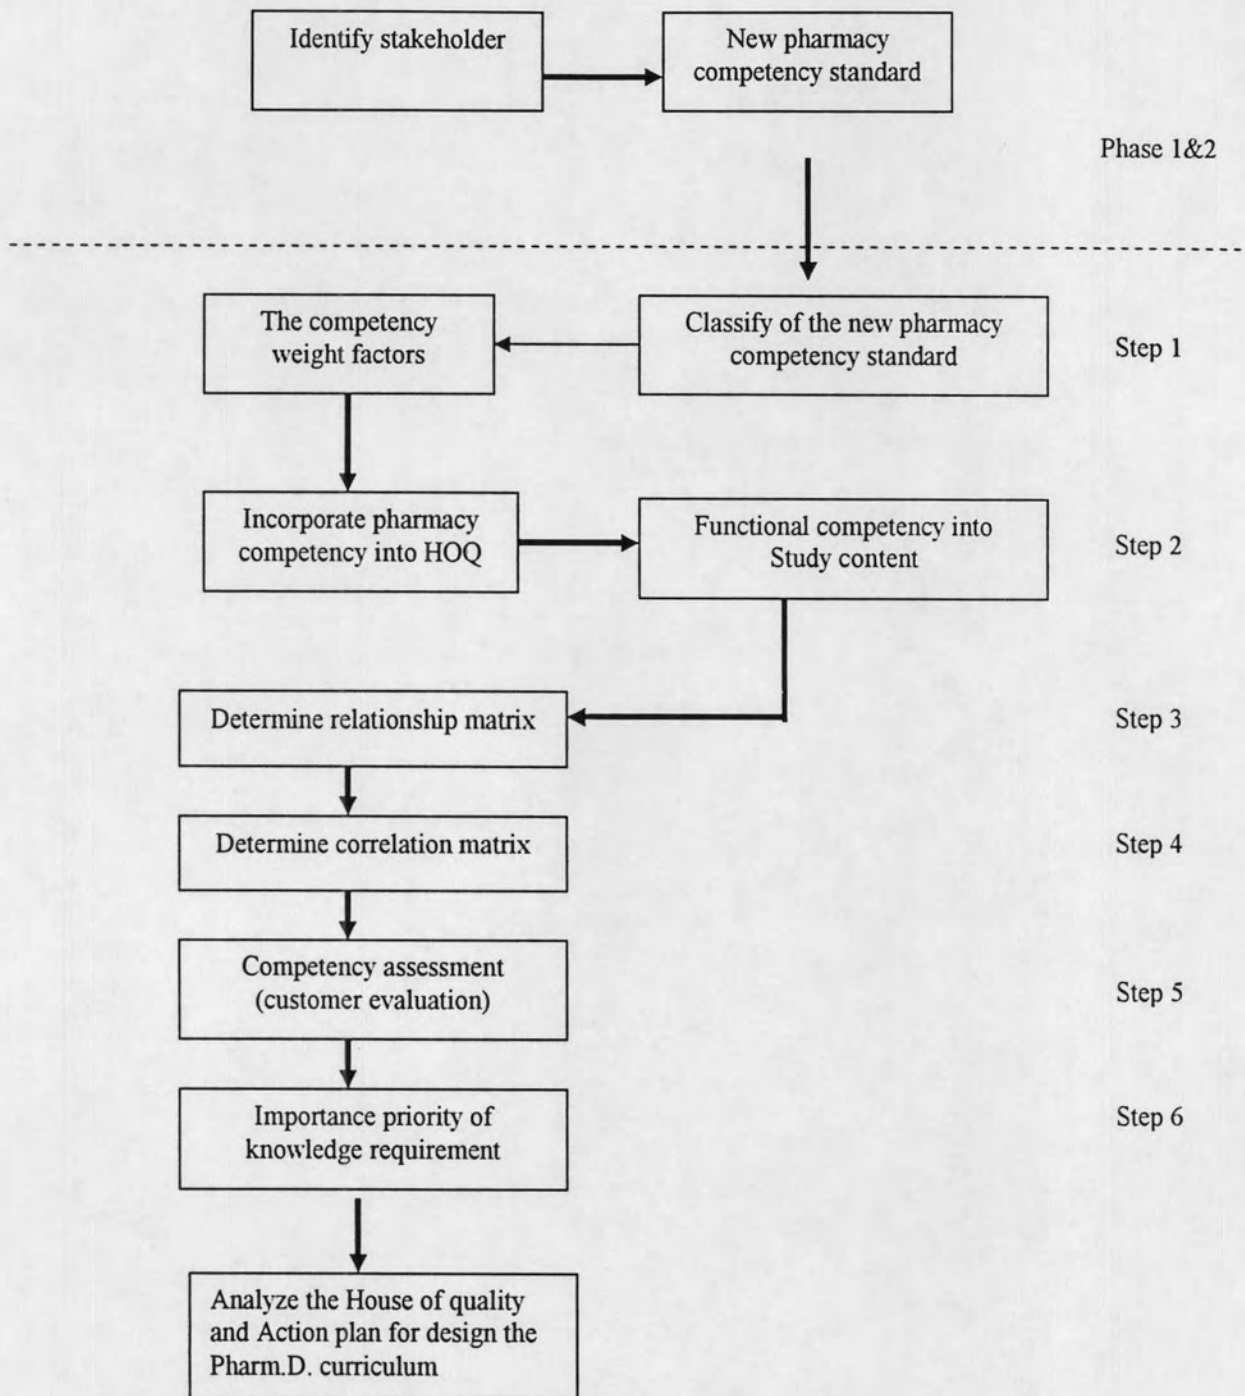 Identify stakeholder
New pharmacy
competency standard
Phase 1&2
The competency
weight factors
Classify of the new pharmacy
competency standard
Step 1
Incorporate pharmacy
competency into HOQ
Functional competency into
Study content
Step 2
Determine relationship matrix
Step 3
Determine correlation matrix
Step 4
Competency assessment
(customer evaluation)
Step 5
Importance priority of
knowledge requirement
Step 6
Analyze the House of quality
and Action plan for design the
Pharm.D. curriculum